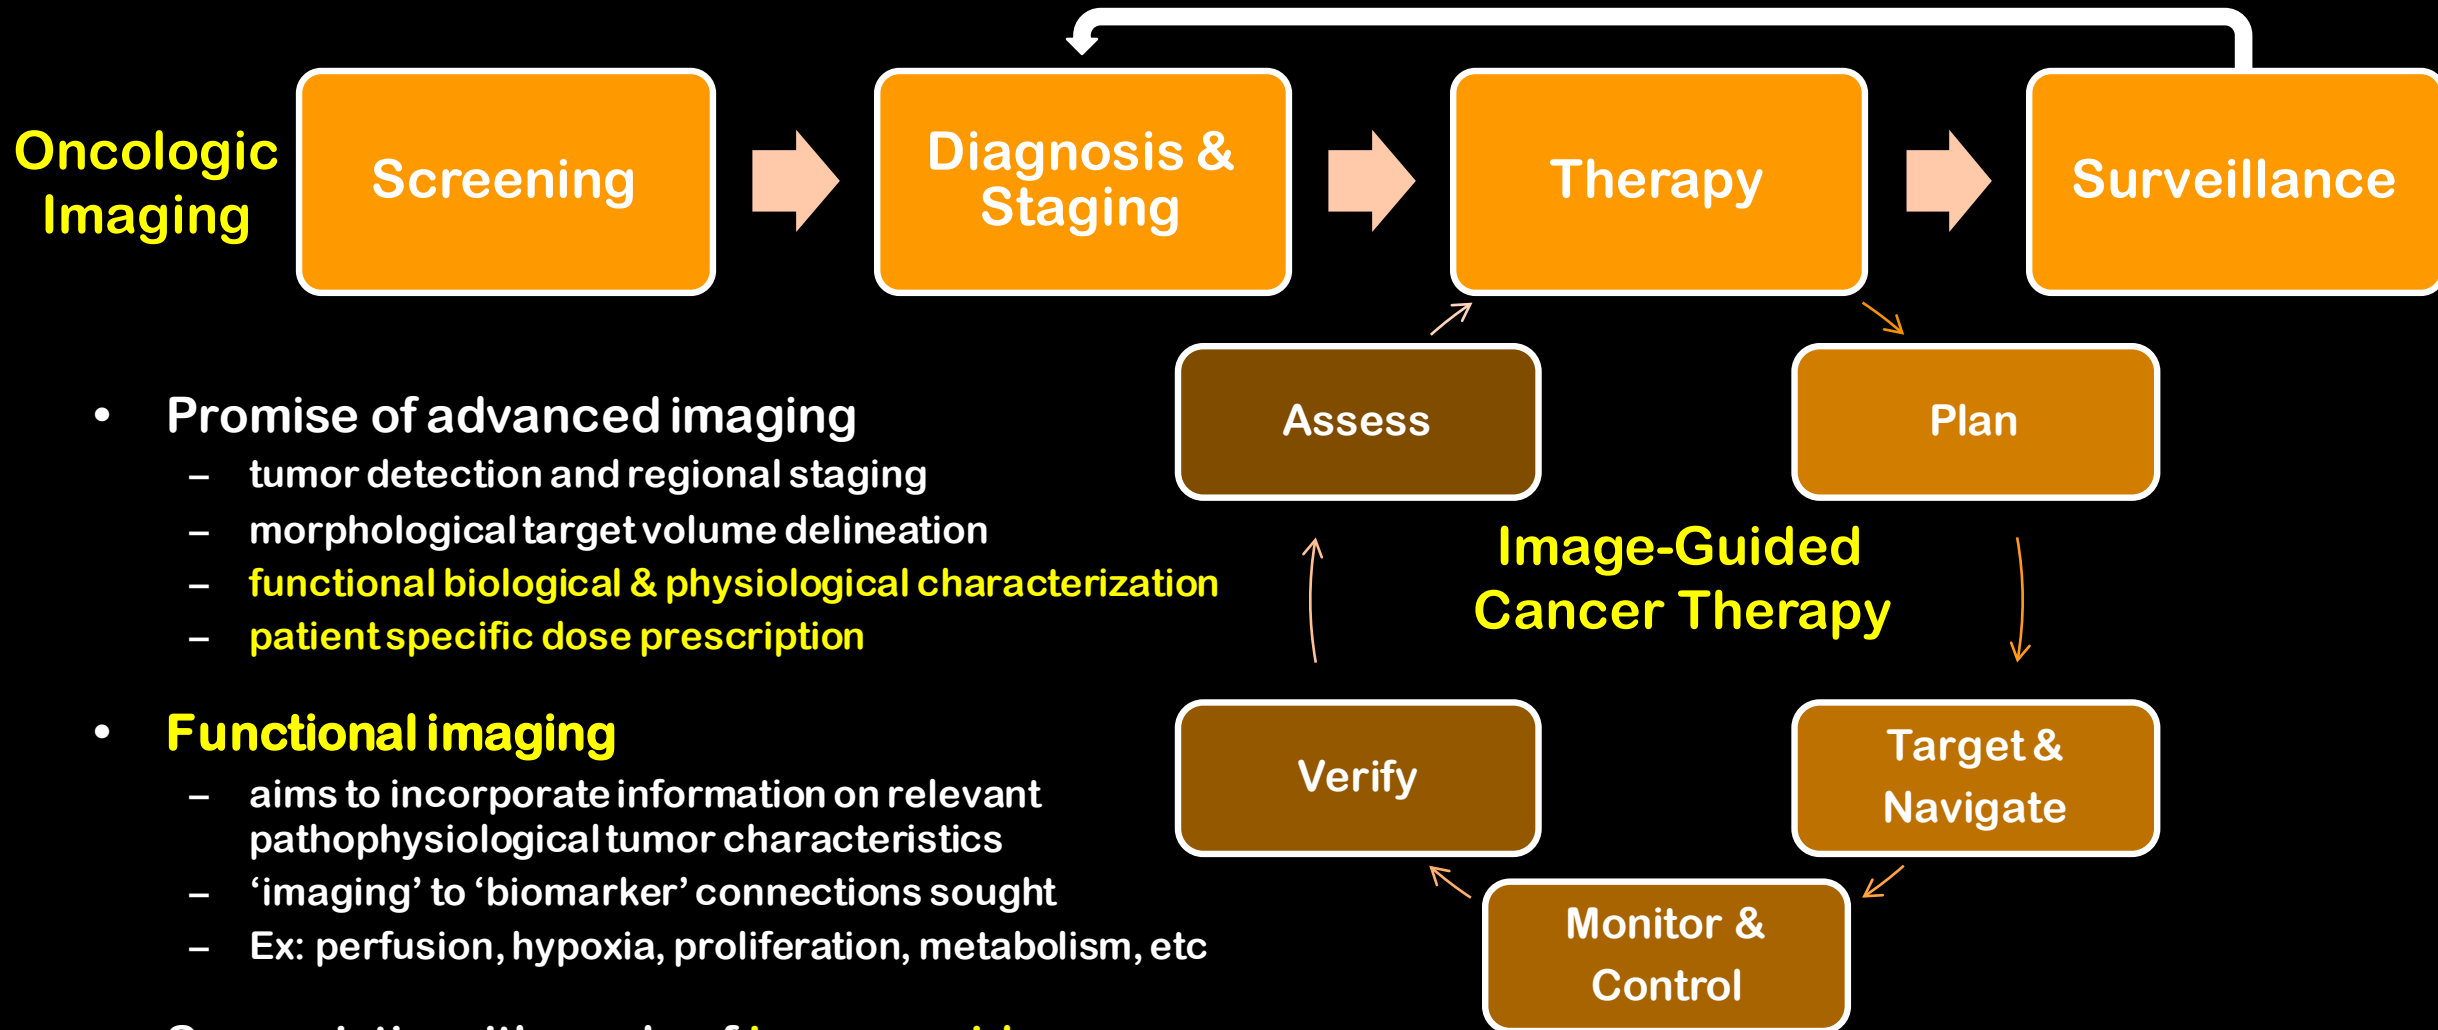 Oncologic
Imaging
Screening
Diagnosis &
Staging
Therapy
Surveillance
• Promise of advanced imaging
– tumor detection and regional staging
– morphological target volume delineation
– functional biological & physiological characterization
– patient specific dose prescription
• Functional imaging
– aims to incorporate information on relevant
pathophysiological tumor characteristics
– ‘imaging’ to ‘biomarker’ connections sought
– Ex: perfusion, hypoxia, proliferation, metabolism, etc
Assess
Plan
Image-Guided
Cancer Therapy
Verify
Target &
Navigate
Monitor &
Control